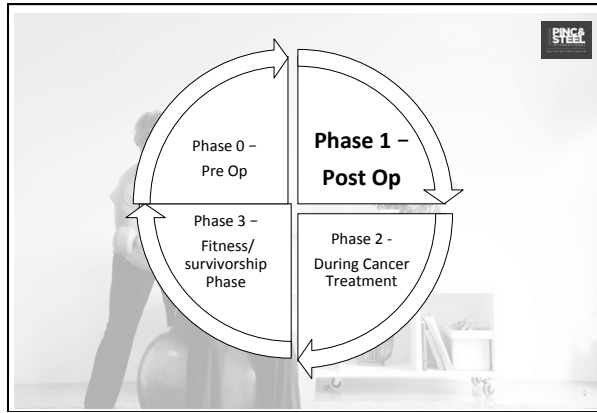 PINC&
STEEL
INTERNATIONAL
Phase 0 –
Pre Op
Phase 1 –
Post Op
Phase 3 –
Fitness/
survivorship
Phase
Phase 2 -
During Cancer
Treatment
2